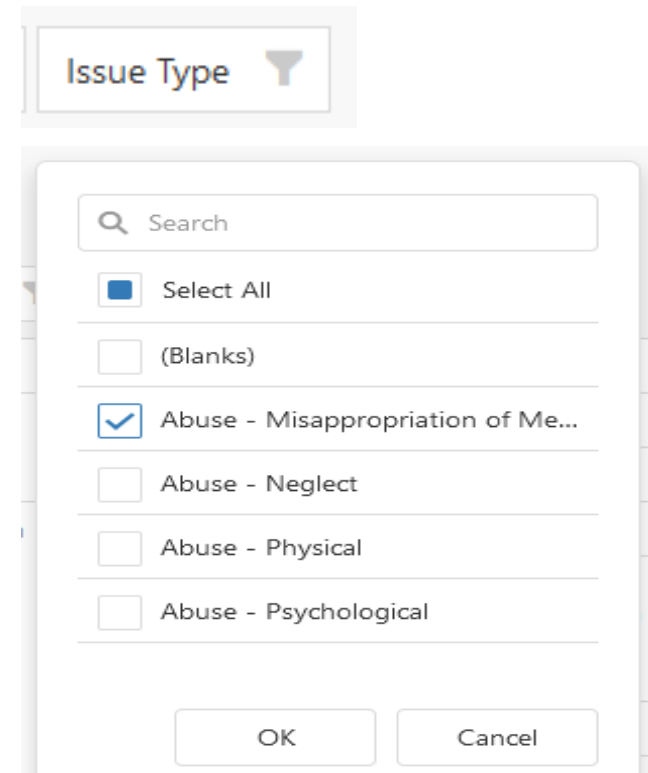 Issue Type
Search
Select All
(Blanks)
Abuse - Misappropriation of Me...
Abuse - Neglect
Abuse - Physical
Abuse - Psychological
OK Cancel